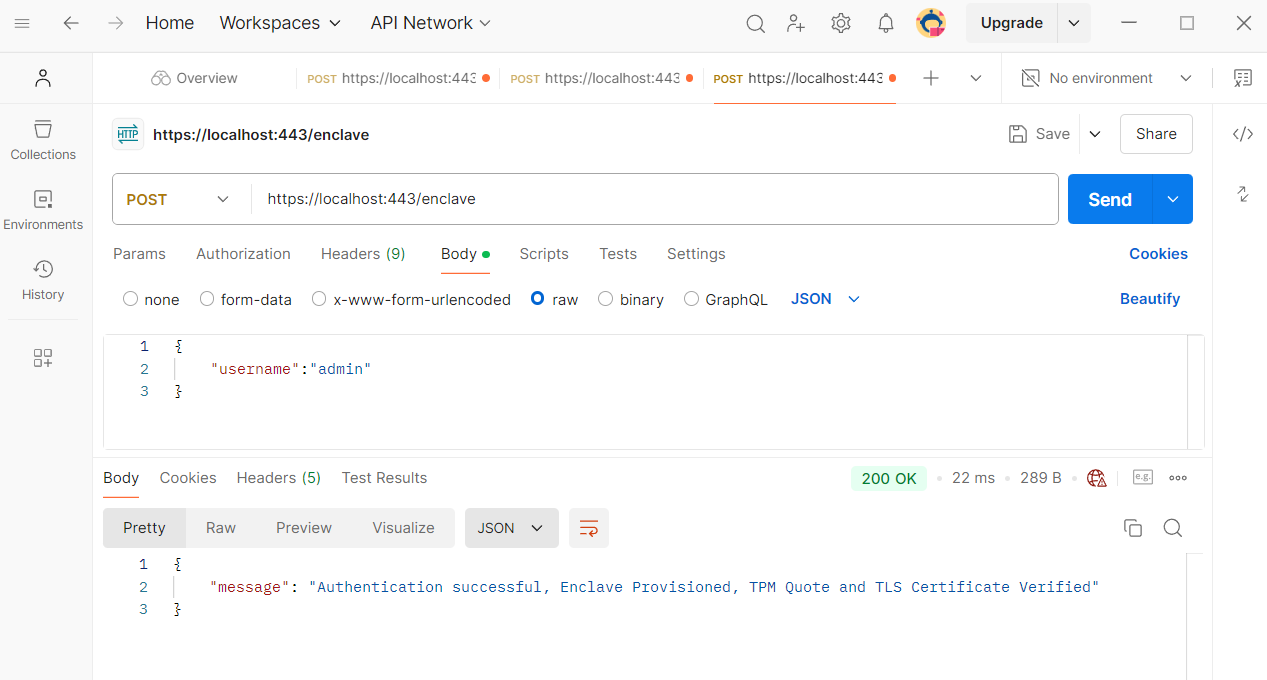 Home Workspaces API Network Upgrade
Overview POST https://localhost:443 POST https://localhost:443 POST https://localhost:443 No environment
HTTP https://localhost:443/enclave Save Share
Collections
POST https://localhost:443/enclave Send
Environments
Params Authorization Headers (9) Body Scripts Tests Settings Cookies
History
none form-data x-www-form-urlencoded raw binary GraphQL JSON Beautify
1 {
2 "username":"admin"
3 }
Body Cookies Headers (5) Test Results 200 OK 22 ms 289 B e.g.
Pretty Raw Preview Visualize JSON
1 {
2 "message": "Authentication successful, Enclave Provisioned, TPM Quote and TLS Certificate Verified"
3 }